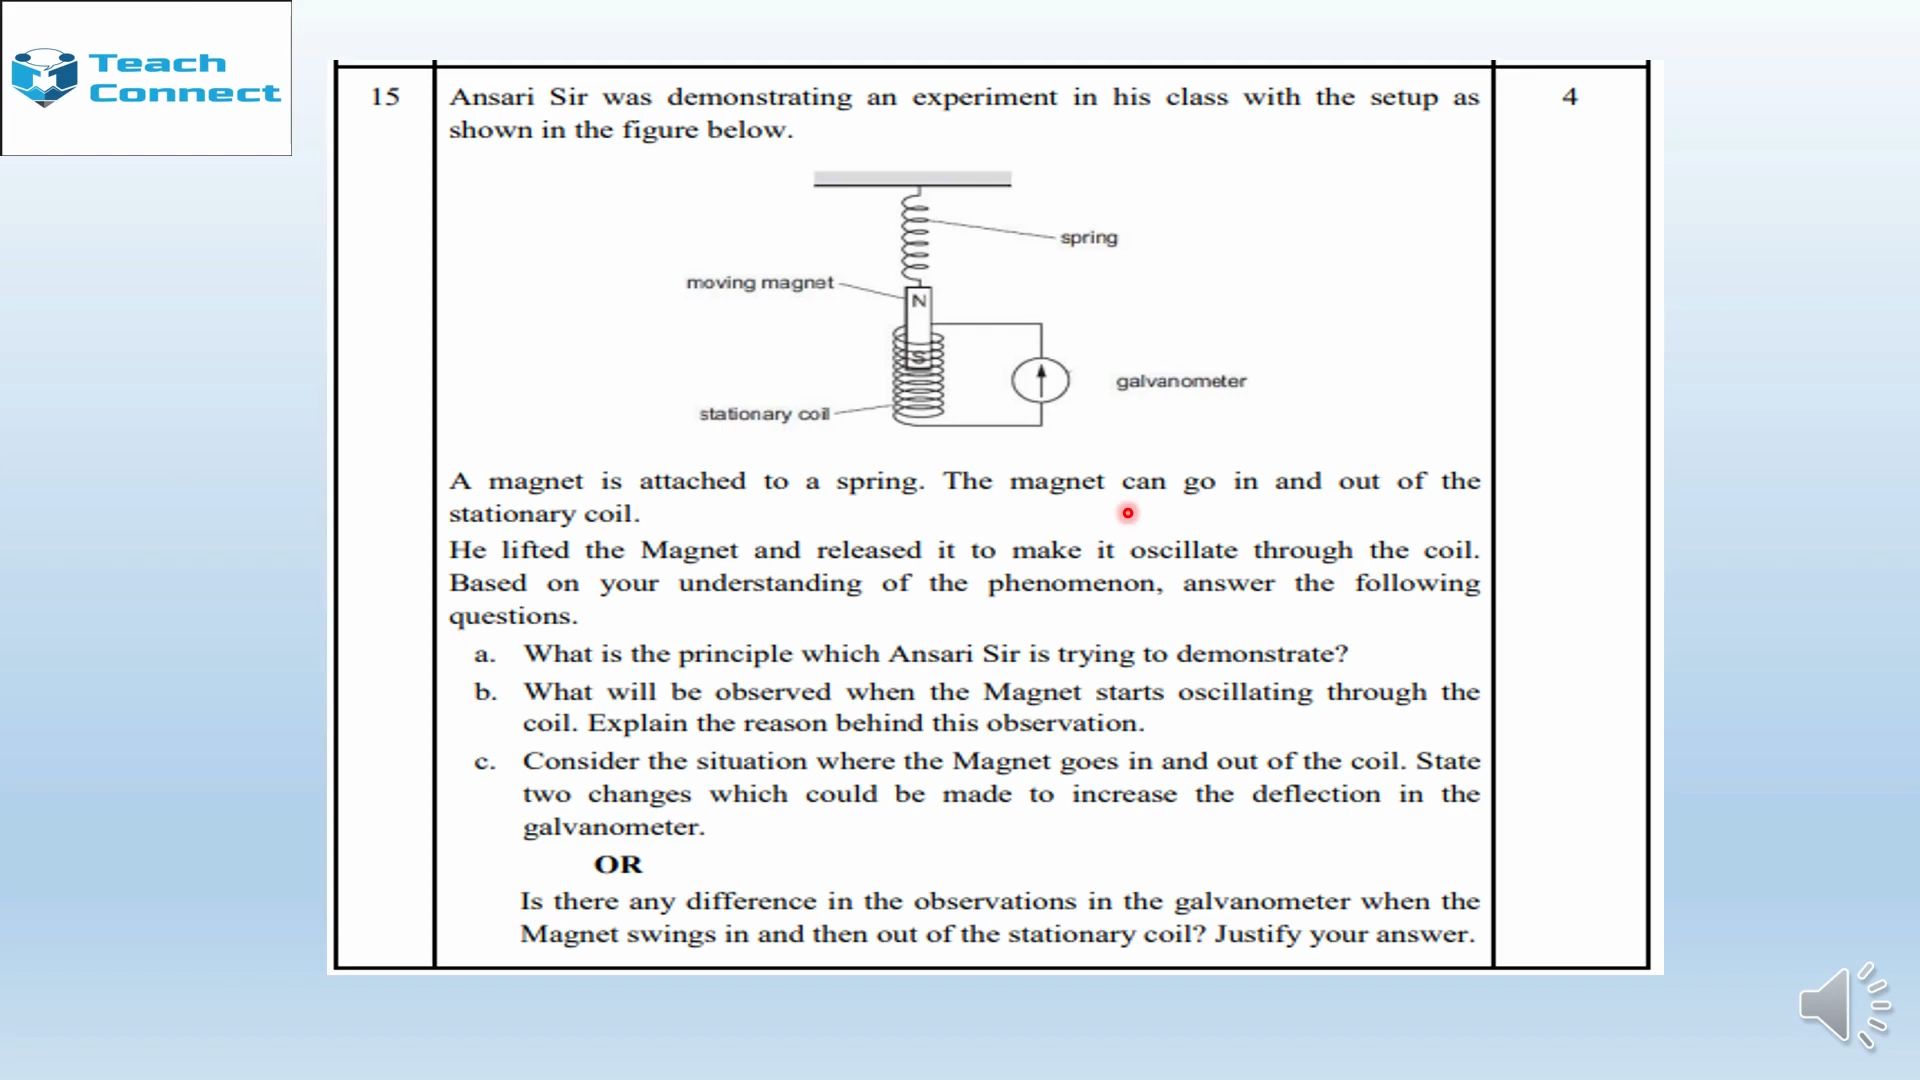 Teach
Connect
15
Ansari Sir was demonstrating an experiment in his class with the setup as
4
shown in the figure below.
spring
moving magnet
N
S
galvanometer
stationary coil
A magnet is attached to a spring. The magnet can go in and out of the
stationary coil.
He lifted the Magnet and released it to make it oscillate through the coil.
Based on your understanding of the phenomenon, answer the following
questions.
a. What is the principle which Ansari Sir is trying to demonstrate?
b. What will be observed when the Magnet starts oscillating through the
coil. Explain the reason behind this observation.
c. Consider the situation where the Magnet goes in and out of the coil. State
two changes which could be made to increase the deflection in the
galvanometer.
OR
Is there any difference in the observations in the galvanometer when the
Magnet swings in and then out of the stationary coil? Justify your answer.